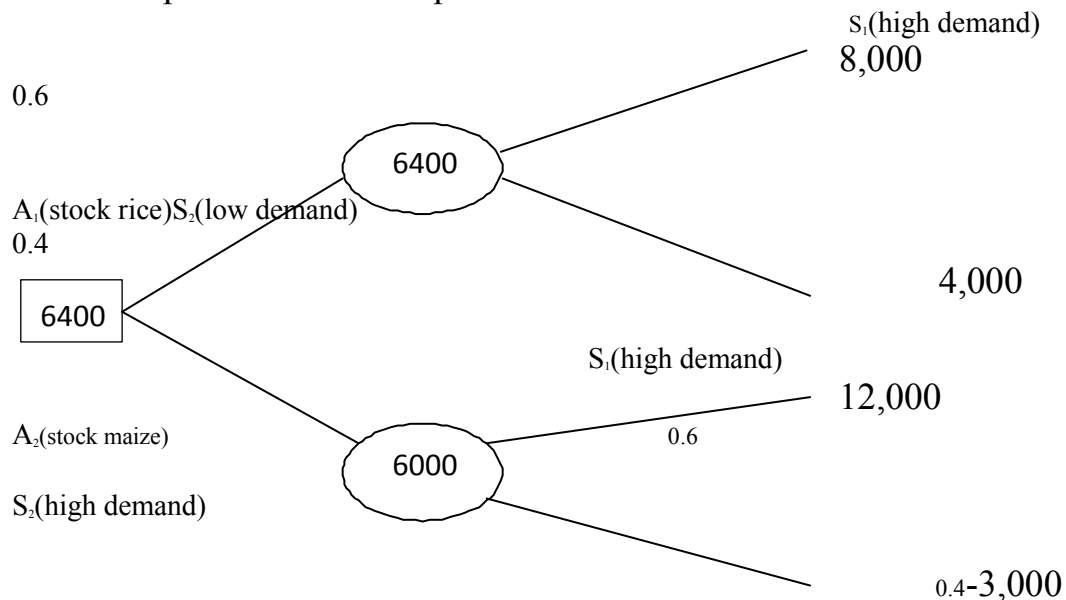 S₁(high demand)
8,000
0.6
6400
A₁(stock rice)S₂(low demand)
0.4
4,000
6400
S₁(high demand)
12,000
A₂(stock maize)
0.6
6000
S₂(high demand)
0.4-3,000